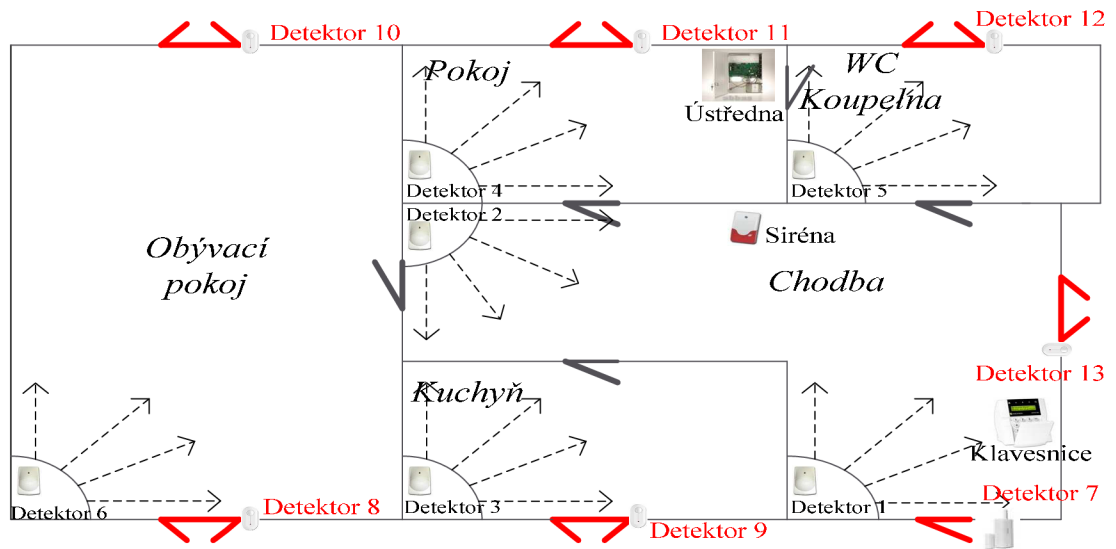 Detektor 10
Detektor 11
Detektor 12
Pokoj
WC
Koupeľna
Ústředna
Detektor 4
Detektor 5
Detektor 2
Siréna
Obývací
pokoj
Chodba
Detektor 13
Kuchyň
Klavesnice
Detektor 7
Detektor 6
Detektor 8
Detektor 3
Detektor 9
Detektor 1